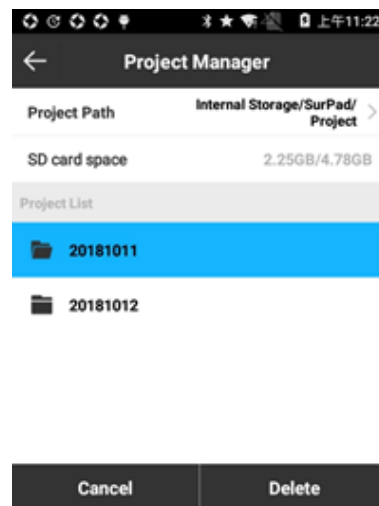 上午11:22
Project Manager
Project Path
Internal Storage/SurPad/
Project
SD card space
2.25GB/4.78GB
Project List
20181011
20181012
Cancel
Delete